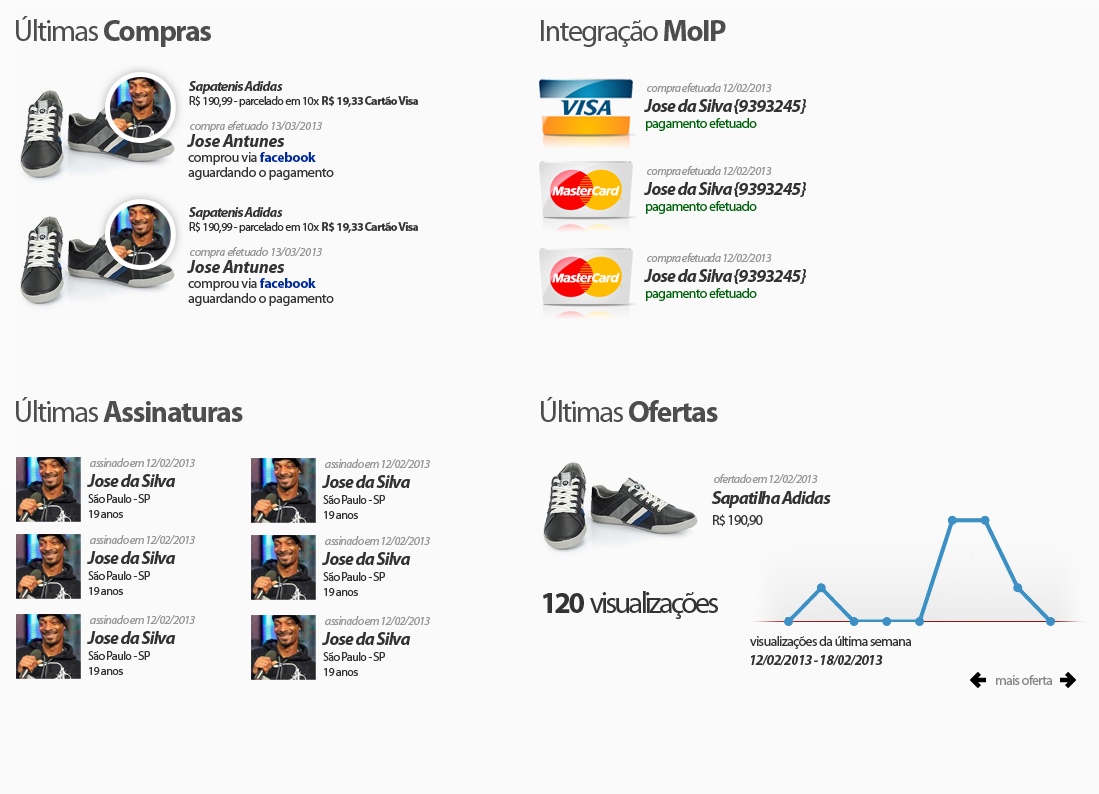 Últimas Compras
Sapatenis Adidas
R$ 190,99 - parcelado em 10x R$ 19,33 Cartão Visa
compra efetuado 13/03/2013
Jose Antunes
comprou via facebook
aguardando o pagamento
Sapatenis Adidas
R$ 190,99 - parcelado em 10x R$ 19,33 Cartão Visa
compra efetuado 13/03/2013
Jose Antunes
comprou via facebook
aguardando o pagamento
Integração MoIP
VISA
compra efetuada 12/02/2013
Jose da Silva {9393245}
pagamento efetuado
MasterCard
compra efetuada 12/02/2013
Jose da Silva {9393245}
pagamento efetuado
MasterCard
compra efetuada 12/02/2013
Jose da Silva {9393245}
pagamento efetuado
Últimas Assinaturas
assinado em 12/02/2013
Jose da Silva
São Paulo - SP
19 anos
assinado em 12/02/2013
Jose da Silva
São Paulo - SP
19 anos
assinado em 12/02/2013
Jose da Silva
São Paulo - SP
19 anos
assinado em 12/02/2013
Jose da Silva
São Paulo - SP
19 anos
assinado em 12/02/2013
Jose da Silva
São Paulo - SP
19 anos
assinado em 12/02/2013
Jose da Silva
São Paulo - SP
19 anos
Últimas Ofertas
ofertado em 12/02/2013
Sapatilha Adidas
R$ 190,90
120 visualizações
visualizações da última semana
12/02/2013 - 18/02/2013
mais oferta